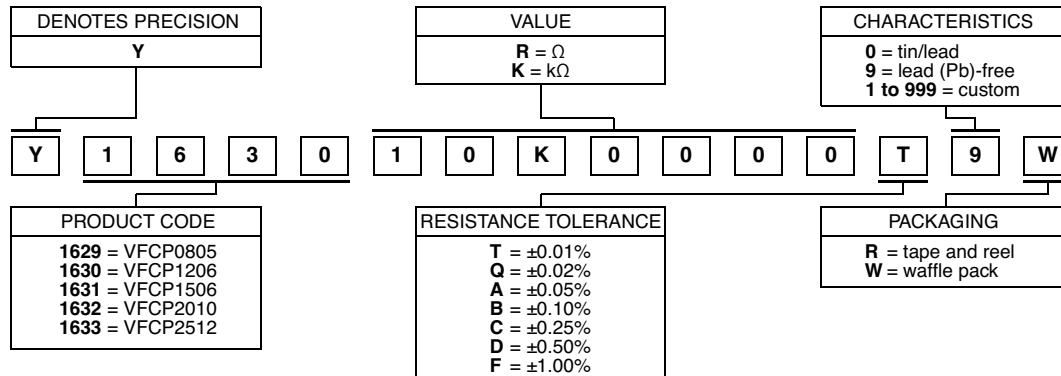 DENOTES PRECISION
Y
VALUE
R = Ω
K = kΩ
CHARACTERISTICS
0 = tin/lead
9 = lead (Pb)-free
1 to 999 = custom
Y 1 6 3 0 1 0 K 0 0 0 0 T 9 W
PRODUCT CODE
1629 = VFCP0805
1630 = VFCP1206
1631 = VFCP1506
1632 = VFCP2010
1633 = VFCP2512
RESISTANCE TOLERANCE
T = ±0.01%
Q = ±0.02%
A = ±0.05%
B = ±0.10%
C = ±0.25%
D = ±0.50%
F = ±1.00%
PACKAGING
R = tape and reel
W = waffle pack